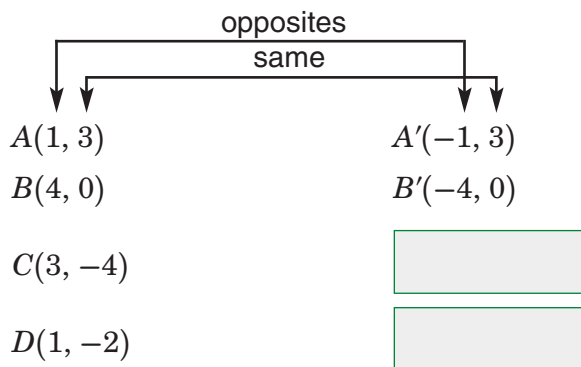 opposites
same
A(1, 3) A′(−1, 3)
B(4, 0) B′(−4, 0)
C(3, −4)
D(1, −2)